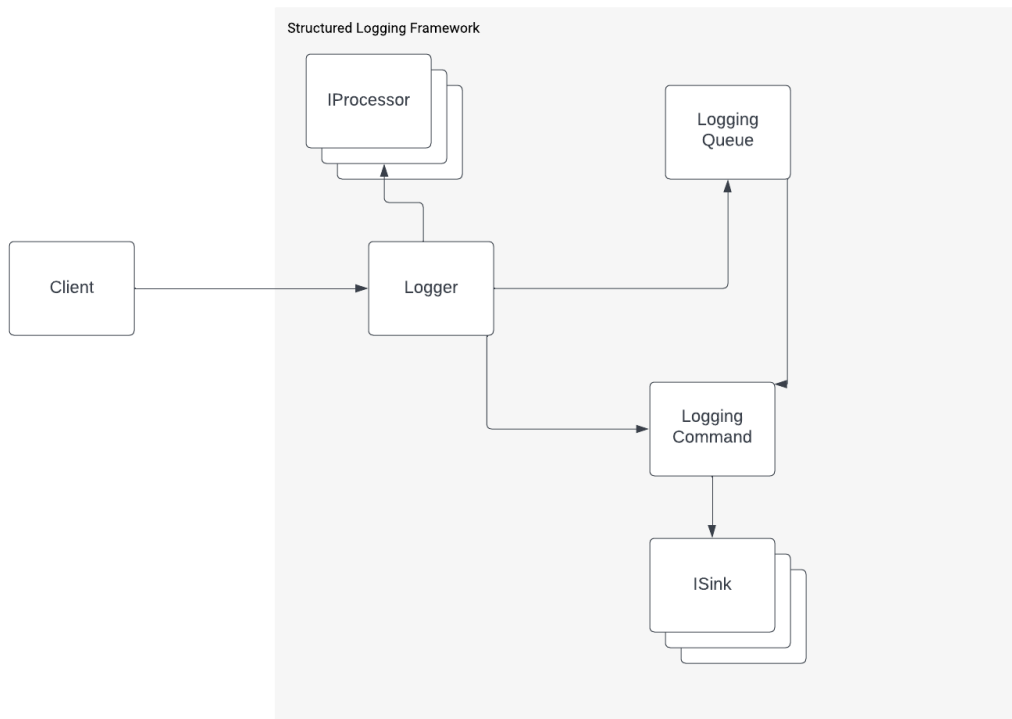 Structured Logging Framework
IProcessor
Logging
Queue
Client
Logger
Logging
Command
ISink